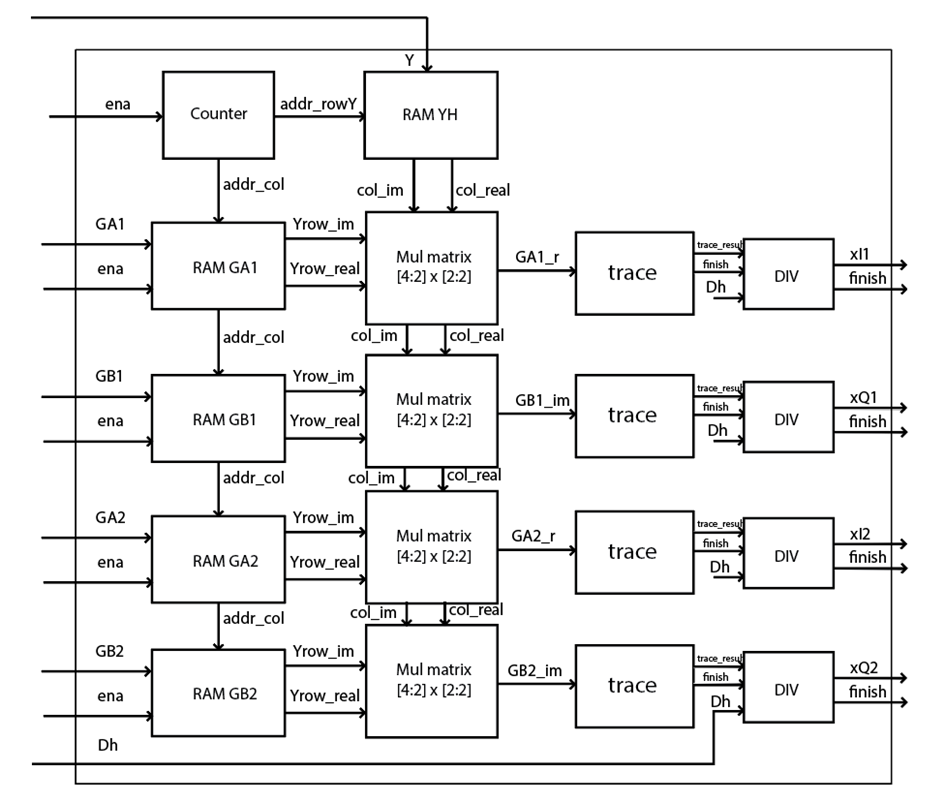 Y
ena
Counter
addr_rowY
RAM YH
addr_col
col_im
col_real
GA1
ena
RAM GA1
Yrow_im
Yrow_real
Mul matrix
[4:2] x [2:2]
GA1_r
trace
trace_result
finish
Dh
DIV
xI1
finish
addr_col
col_im
col_real
GB1
ena
RAM GB1
Yrow_im
Yrow_real
Mul matrix
[4:2] x [2:2]
GB1_im
trace
trace_result
finish
Dh
DIV
xQ1
finish
addr_col
col_im
col_real
GA2
ena
RAM GA2
Yrow_im
Yrow_real
Mul matrix
[4:2] x [2:2]
GA2_r
trace
trace_result
finish
Dh
DIV
xI2
finish
addr_col
col_im
col_real
GB2
ena
RAM GB2
Yrow_im
Yrow_real
Mul matrix
[4:2] x [2:2]
GB2_im
trace
trace_result
finish
Dh
DIV
xQ2
finish
Dh